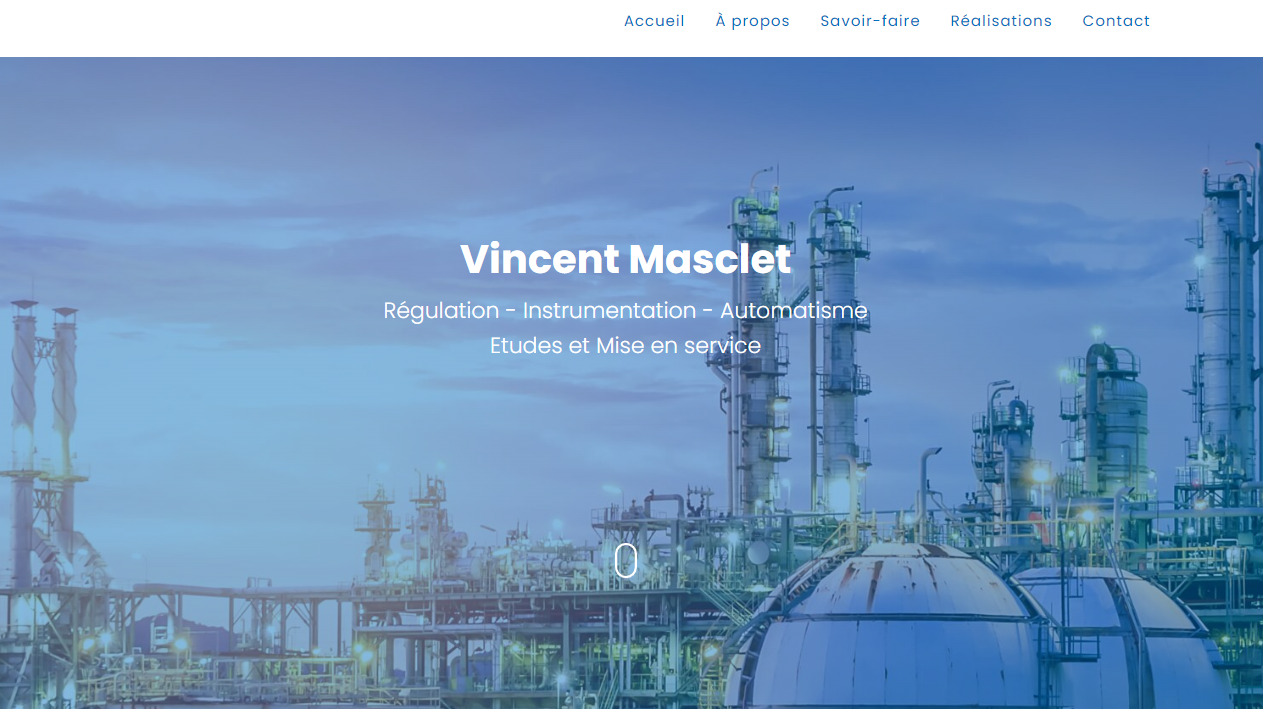 Accueil À propos Savoir-faire Réalisations Contact
Vincent Masclet
Régulation - Instrumentation - Automatisme
Etudes et Mise en service